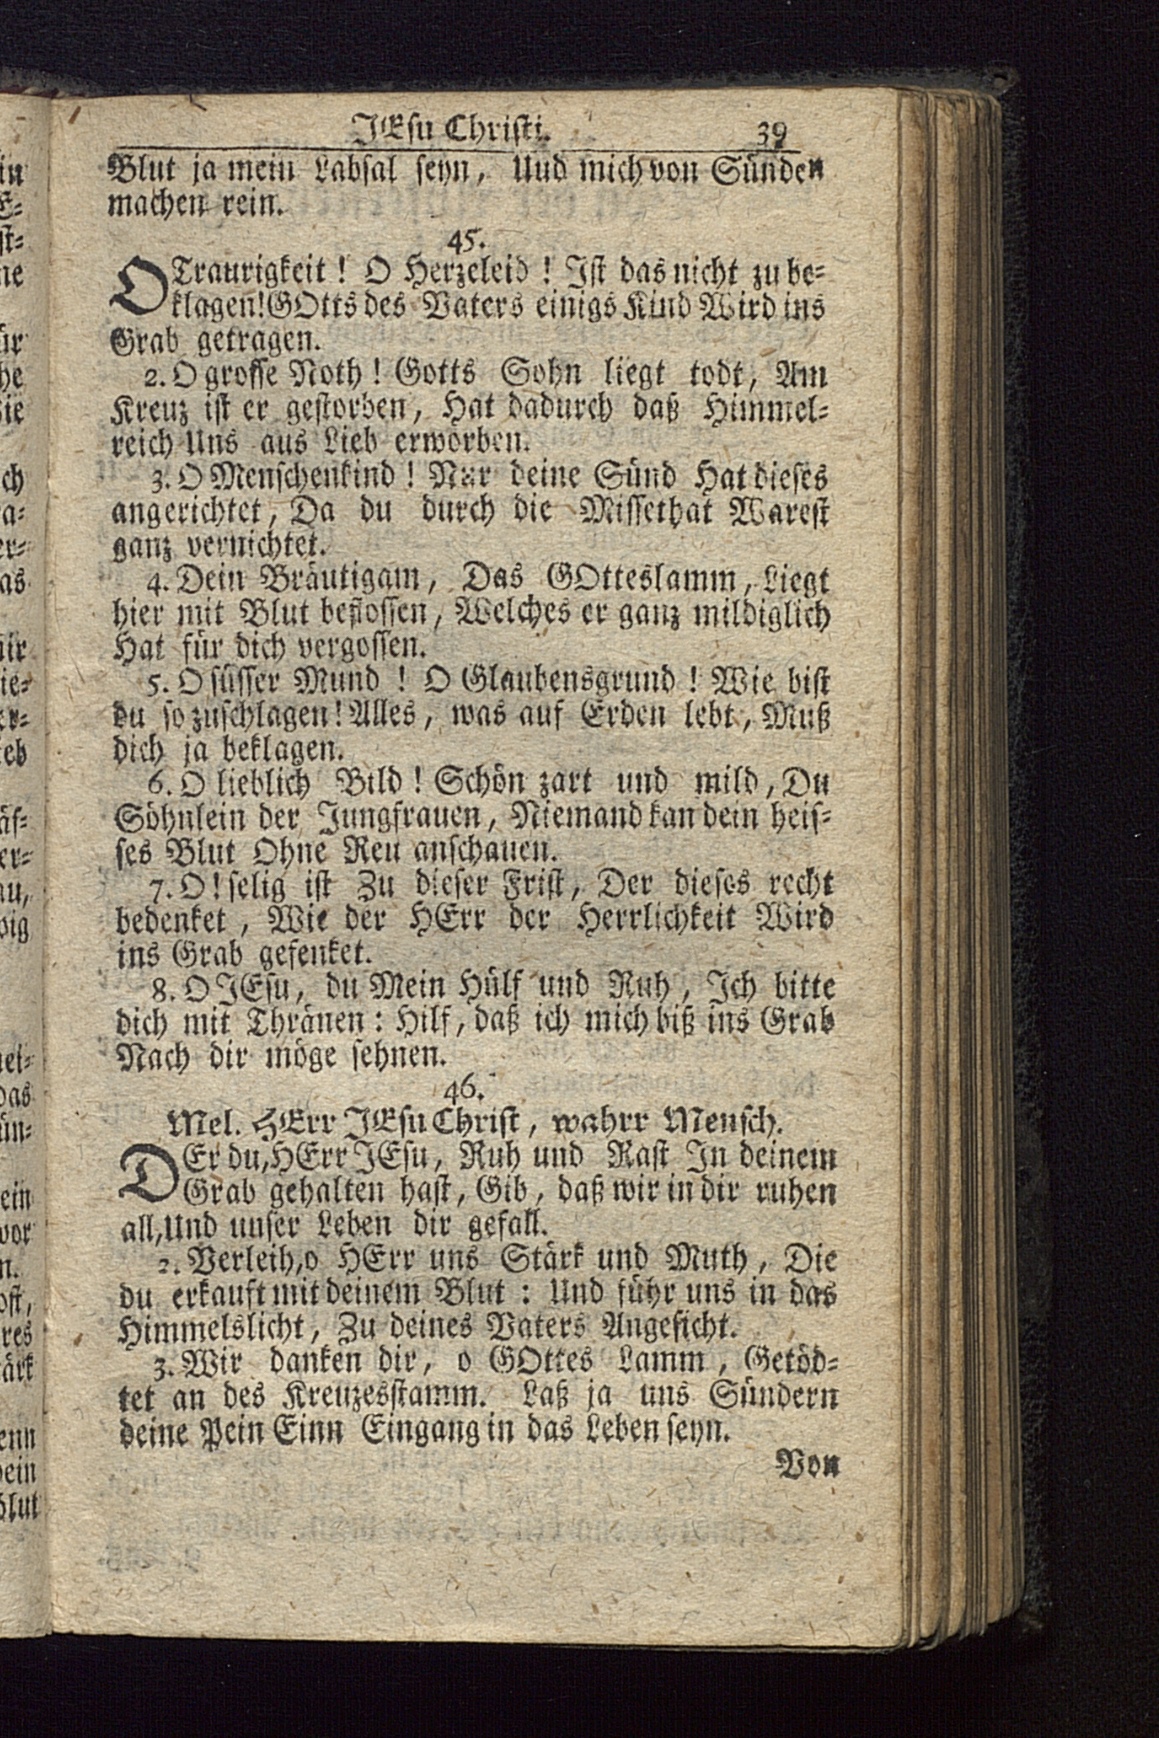 JEsu Christi. 39
Blut ja mein Labsal seyn, Und mich von Sünden
machen rein.
45.
O Traurigkeit! O Herzeleid! Ist das nicht zu be-
klagen! GOtts des Vaters einigs Kind Wird ins
Grab getragen.
2. O grosse Noth! Gotts Sohn liegt todt, Am
Kreuz ist er gestorben, Hat dadurch daß Himmel-
reich Uns aus Lieb erworben.
3. O Menschenkind! Nur deine Sünd Hat dieses
angerichtet, Da du durch die Missethat Warest
ganz vernichtet.
4. Dein Bräutigam, Das GOtteslamm, Liegt
hier mit Blut beflossen, Welches er ganz mildiglich
Hat für dich vergossen.
5. O süsser Mund! O Glaubensgrund! Wie bist
du so zuschlagen! Alles, was auf Erden lebt, Muß
dich ja beklagen.
6. O lieblich Bild! Schön zart und mild, Du
Söhnlein der Jungfrauen, Niemand kan dein heis-
ses Blut Ohne Reu anschauen.
7. O! selig ist Zu dieser Frist, Der dieses recht
bedenket, Wie der HErr der Herrlichkeit Wird
ins Grab gesenket.
8. O JEsu, du Mein Hülf und Ruh, Ich bitte
dich mit Thränen: Hilf, daß ich mich biß ins Grab
Nach dir möge sehnen.
46.
Mel. HErr JEsu Christ, wahrr Mensch.
DEr du, HErr JEsu, Ruh und Rast In deinem
Grab gehalten hast, Gib, daß wir in dir ruhen
all, Und unser Leben dir gefall.
2. Verleih, o HErr uns Stärk und Muth, Die
du erkauft mit deinem Blut: Und führ uns in das
Himmelslicht, Zu deines Vaters Angesicht.
3. Wir danken dir, o GOttes Lamm, Getöd-
tet an des Kreuzesstamm. Laß ja uns Sündern
deine Pein Einn Eingang in das Leben seyn.
Von